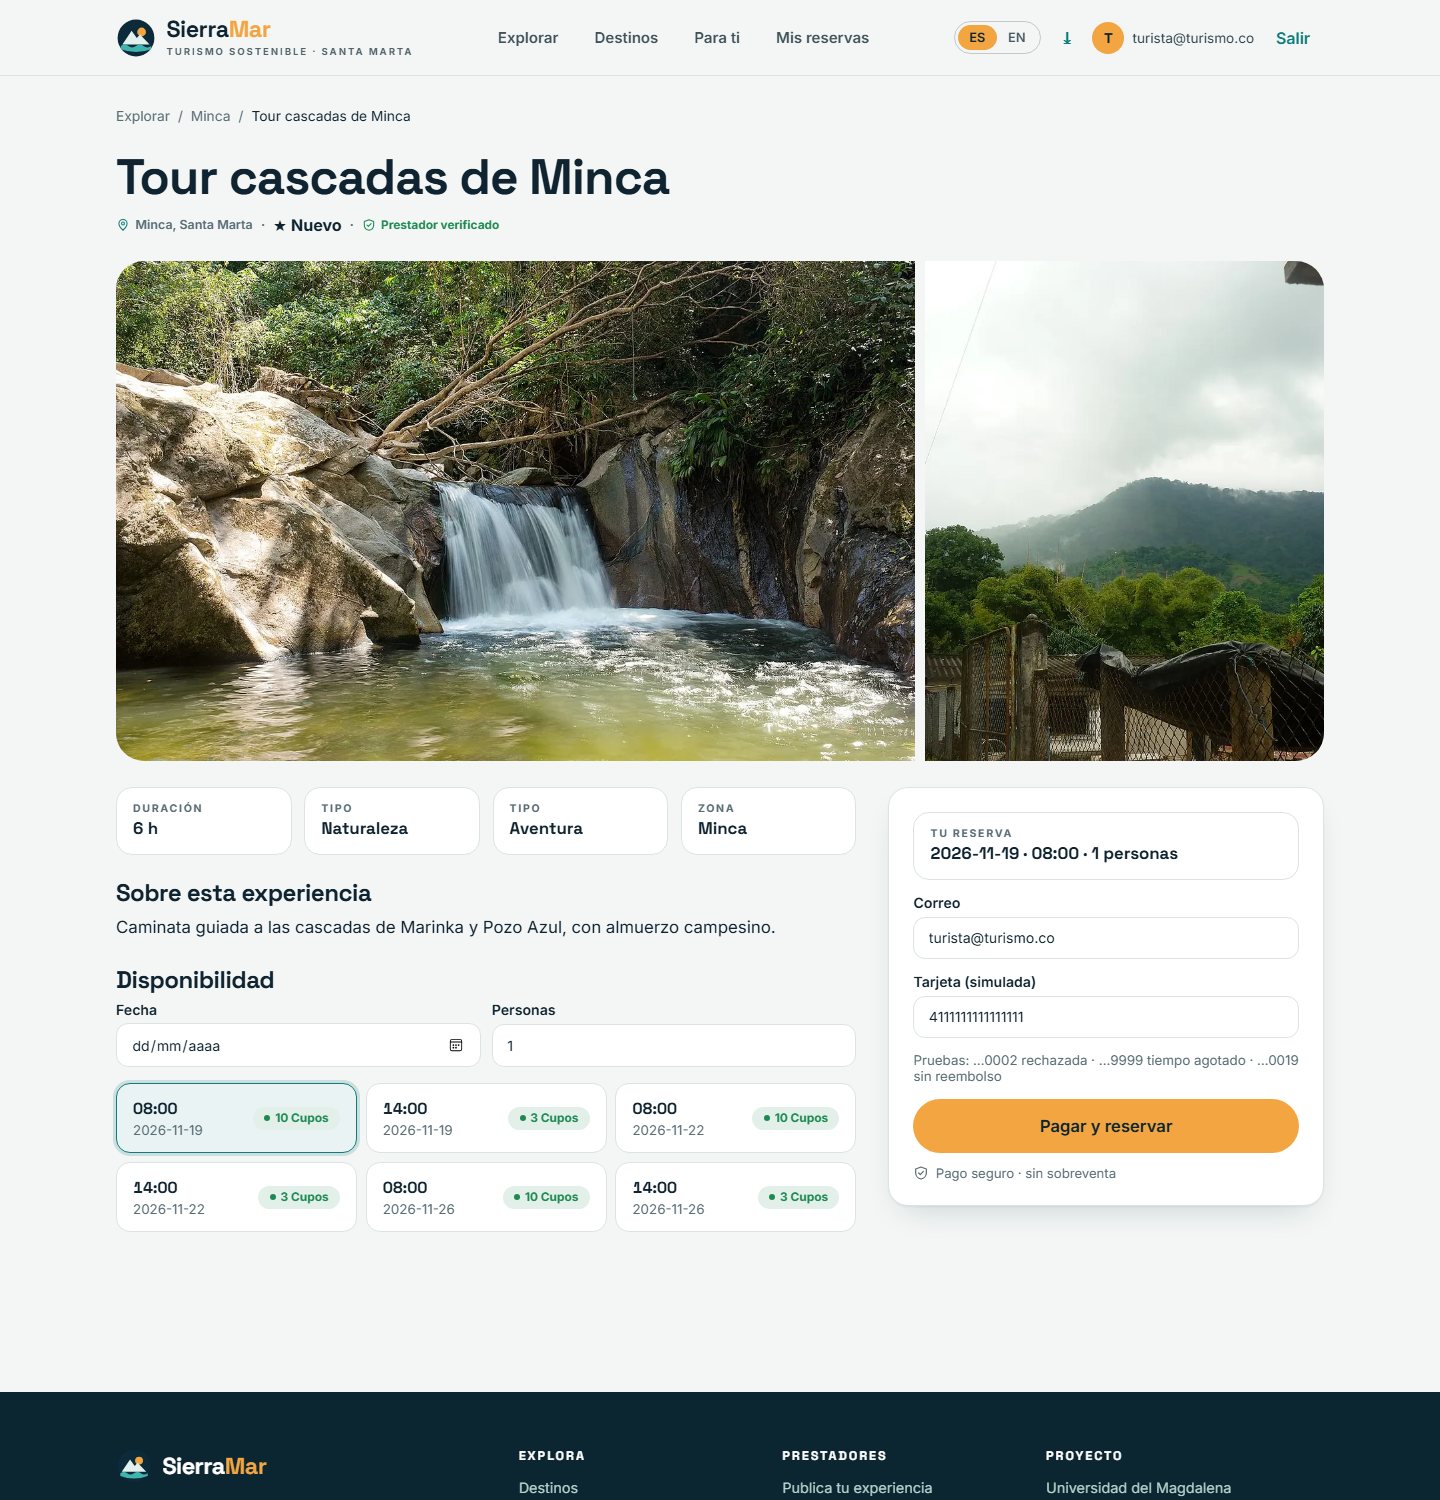 SierraMar
TURISMO SOSTENIBLE · SANTA MARTA
Explorar
Destinos
Para ti
Mis reservas
ES
EN
T
turista@turismo.co
Salir
Explorar / Minca / Tour cascadas de Minca
Tour cascadas de Minca
Minca, Santa Marta · ★ Nuevo · Prestador verificado
DURACIÓN
6 h
TIPO
Naturaleza
TIPO
Aventura
ZONA
Minca
Sobre esta experiencia
Caminata guiada a las cascadas de Marinka y Pozo Azul, con almuerzo campesino.
Disponibilidad
Fecha
dd/mm/aaaa
Personas
1
08:00
2026-11-19
10 Cupos
14:00
2026-11-19
3 Cupos
08:00
2026-11-22
10 Cupos
14:00
2026-11-22
3 Cupos
08:00
2026-11-26
10 Cupos
14:00
2026-11-26
3 Cupos
TU RESERVA
2026-11-19 · 08:00 · 1 personas
Correo
turista@turismo.co
Tarjeta (simulada)
4111111111111111
Pruebas: …0002 rechazada · …9999 tiempo agotado · …0019
sin reembolso
Pagar y reservar
Pago seguro · sin sobreventa
SierraMar
EXPLORA
Destinos
PRESTADORES
Publica tu experiencia
PROYECTO
Universidad del Magdalena